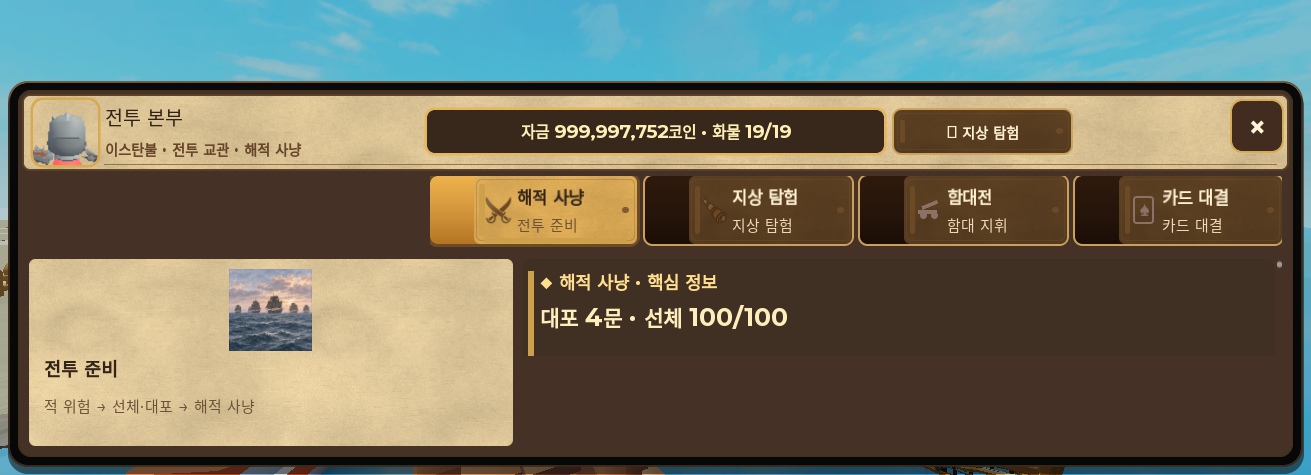 전투 본부
이스탄불 • 전투 교관 • 해적 사냥
자금 999,997,752코인 • 화물 19/19
지상 탐험
×
해적 사냥
전투 준비
지상 탐험
지상 탐험
함대전
함대 지휘
카드 대결
카드 대결
전투 준비
적 위험 → 선체·대포 → 해적 사냥
◆ 해적 사냥 • 핵심 정보
대포 4문 • 선체 100/100